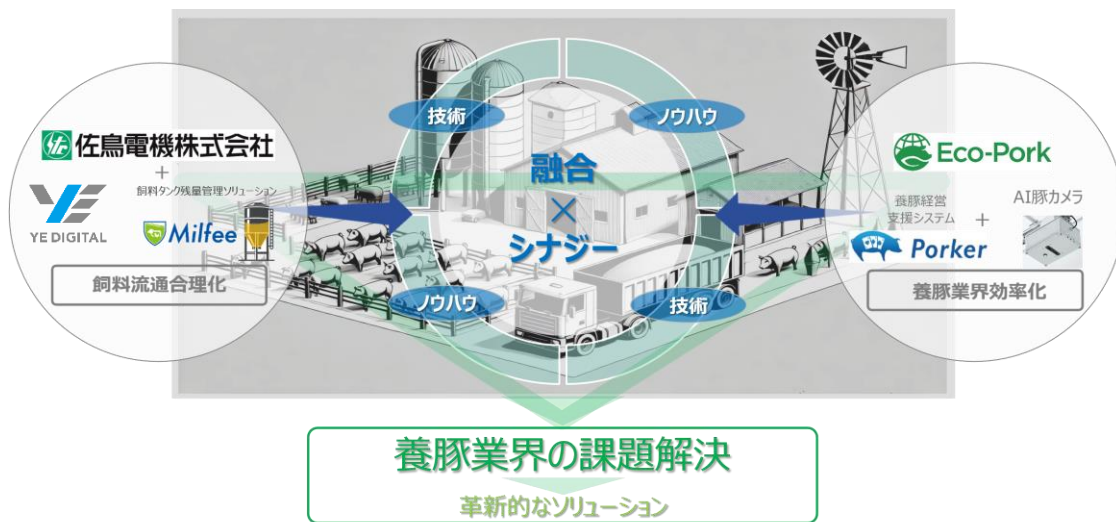 佐鳥電機株式会社
+
YE DIGITAL
飼料タンク残量管理ソリューション
Milfee
飼料流通合理化
技術
ノウハウ
融合
×
シナジー
ノウハウ
技術
Eco-Pork
養豚経営
支援システム
+
AI豚カメラ
Porker
養豚業界効率化
養豚業界の課題解決
革新的なソリューション